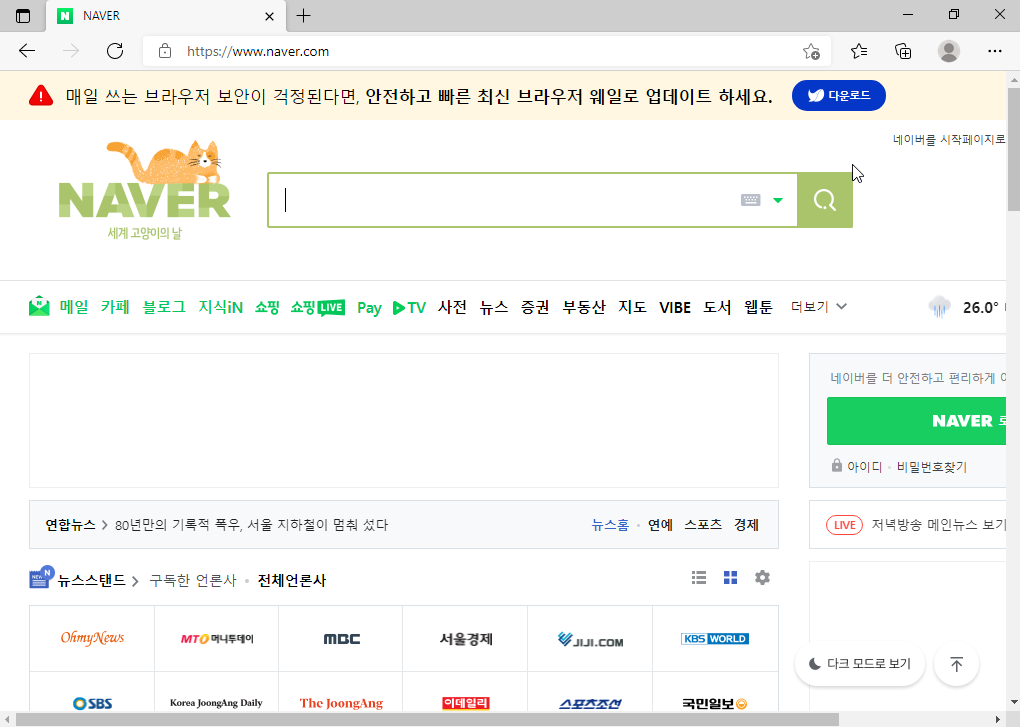 NAVER
https://www.naver.com
매일 쓰는 브라우저 보안이 걱정된다면, 안전하고 빠른 최신 브라우저 웨일로 업데이트 하세요. 다운로드
네이버를 시작페이지로
NAVER
세계 고양이의 날
메일 카페 블로그 지식iN 쇼핑 쇼핑LIVE Pay TV 사전 뉴스 증권 부동산 지도 VIBE 도서 웹툰 더보기 26.0°
네이버를 더 안전하고 편리하게
NAVER
아이디 · 비밀번호찾기
연합뉴스 > 80년만의 기록적 폭우, 서울 지하철이 멈춰 섰다 뉴스홈 · 연예 스포츠 경제
LIVE 저녁방송 메인뉴스 보기
NEW N 뉴스스탠드 > 구독한 언론사 · 전체언론사
OhmyNews MTO머니투데이 MBC 서울경제 JIJI.COM KBS WORLD
다크 모드로 보기
SBS Korea JoongAng Daily The JoongAng 이데일리 스포츠조선 국민일보